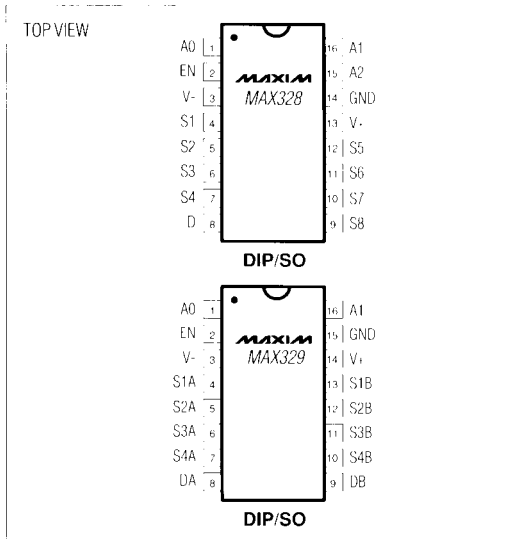 TOP VIEW
A0 1 16 A1
EN 2 MAXIM 15 A2
V- 3 MAX328 14 GND
S1 4 13 V+
S2 5 12 S5
S3 6 11 S6
S4 7 10 S7
D 8 9 S8
DIP/SO
A0 1 16 A1
EN 2 MAXIM 15 GND
V- 3 MAX329 14 V+
S1A 4 13 S1B
S2A 5 12 S2B
S3A 6 11 S3B
S4A 7 10 S4B
DA 8 9 DB
DIP/SO